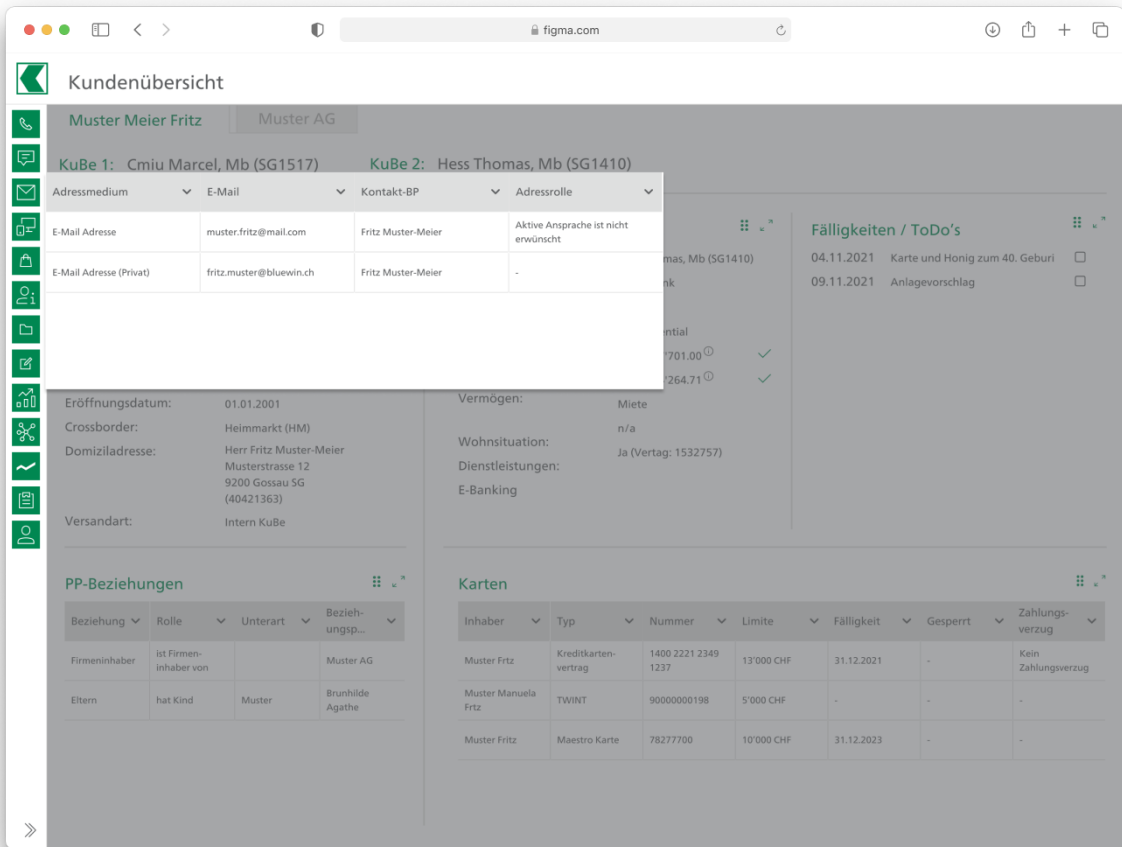 figma.com
Kundenübersicht
Muster Meier Fritz
Muster AG
KuBe 1: Cmiu Marcel, Mb (SG1517)
KuBe 2: Hess Thomas, Mb (SG1410)
Adressmedium
E-Mail
Kontakt-BP
Adressrolle
E-Mail Adresse
muster.fritz@mail.com
Fritz Muster-Meier
Aktive Ansprache ist nicht
erwünscht
E-Mail Adresse (Privat)
fritz.muster@bluewin.ch
Fritz Muster-Meier
-
mas, Mb (SG1410)
nk
ential
'701.00
'264.71
Fälligkeiten / ToDo's
04.11.2021 Karte und Honig zum 40. Geburi
09.11.2021 Anlagevorschlag
Eröffnungsdatum: 01.01.2001
Crossborder: Heimmarkt (HM)
Domiziladresse: Herr Fritz Muster-Meier
Musterstrasse 12
9200 Gossau SG
(40421363)
Versandart: Intern KuBe
Vermögen:
Miete
n/a
Wohnsituation:
Ja (Vertag: 1532757)
Dienstleistungen:
E-Banking
PP-Beziehungen
Beziehung
Rolle
Unterart
Bezieh-
ungsp...
Firmeninhaber
ist Firmen-
inhaber von
Muster AG
Eltern
hat Kind
Muster
Brunhilde
Agathe
Karten
Inhaber
Typ
Nummer
Limite
Fälligkeit
Gesperrt
Zahlungs-
verzug
Muster Frtz
Kreditkarten-
vertrag
1400 2221 2349
1237
13'000 CHF
31.12.2021
-
Kein
Zahlungsverzug
Muster Manuela
Frtz
TWINT
90000000198
5'000 CHF
-
-
-
Muster Fritz
Maestro Karte
78277700
10'000 CHF
31.12.2023
-
-